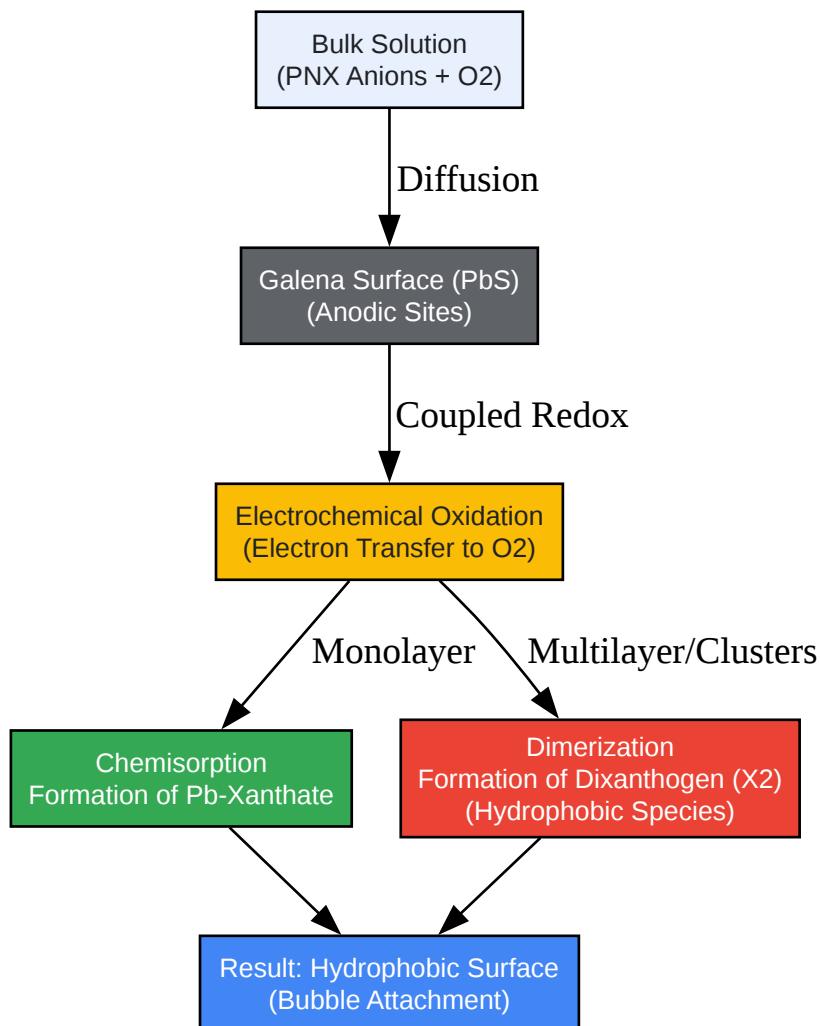 Bulk Solution
(PNX Anions + O2)
Diffusion
Galena Surface (PbS)
(Anodic Sites)
Coupled Redox
Electrochemical Oxidation
(Electron Transfer to O2)
Monolayer
Multilayer/Clusters
Chemisorption
Formation of Pb-Xanthate
Dimerization
Formation of Dixanthogen (X2)
(Hydrophobic Species)
Result: Hydrophobic Surface
(Bubble Attachment)